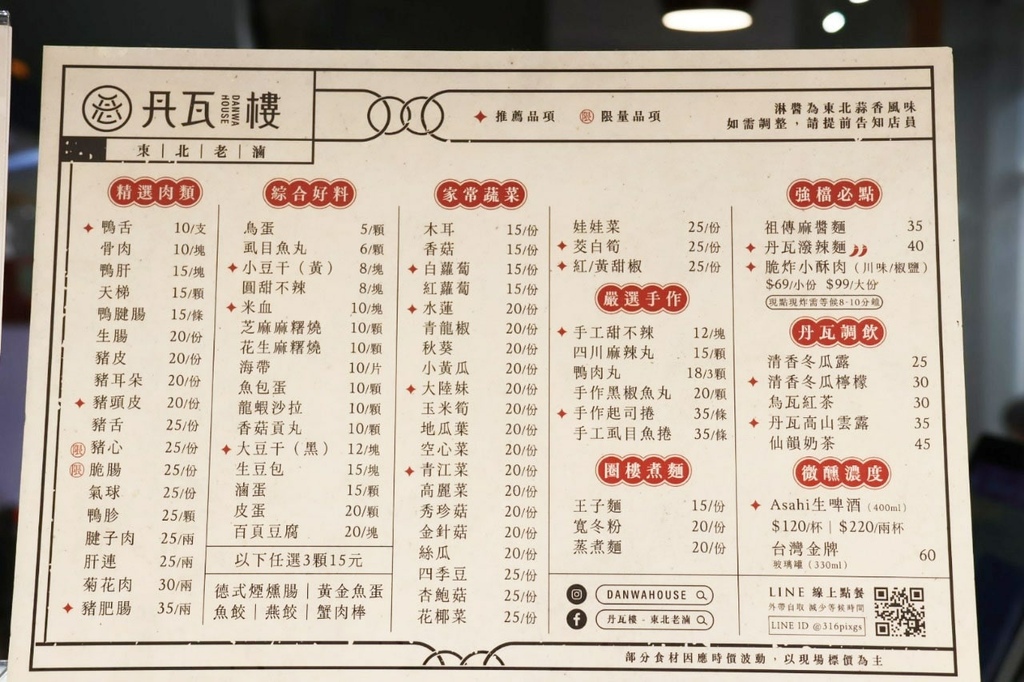 丹瓦樓
DANWA HOUSE
東｜北｜老｜滷
✦推薦品項 限 限量品項
淋醬為東北蒜香風味
如需調整，請提前告知店員
精選肉類
✦鴨舌 10/支
骨肉 10/塊
鴨肝 15/塊
天梯 15/顆
鴨腱腸 15/條
生腸 20/份
豬皮 20/份
豬耳朵 20/份
✦豬頭皮 20/份
豬舌 25/份
限 豬心 25/份
限 脆腸 25/份
氣球 25/份
鴨胗 25/顆
腱子肉 25/兩
肝連 25/兩
菊花肉 30/兩
✦豬肥腸 35/兩
綜合好料
鳥蛋 5/顆
虱目魚丸 6/顆
✦小豆干（黃） 8/塊
圓甜不辣 8/塊
✦米血 10/塊
芝麻麻糬燒 10/顆
花生麻糬燒 10/顆
海帶 10/片
魚包蛋 10/顆
龍蝦沙拉 10/顆
香菇貢丸 10/顆
✦大豆干（黑） 12/塊
生豆包 15/塊
滷蛋 15/顆
皮蛋 20/顆
百頁豆腐 20/塊
以下任選3顆15元
德式煙燻腸｜黃金魚蛋
魚餃｜燕餃｜蟹肉棒
家常蔬菜
木耳 15/份
香菇 15/份
✦白蘿蔔 15/份
紅蘿蔔 15/份
✦水蓮 20/份
青龍椒 20/份
秋葵 20/份
小黃瓜 20/份
✦大陸妹 20/份
玉米筍 20/份
地瓜葉 20/份
空心菜 20/份
✦青江菜 20/份
高麗菜 20/份
秀珍菇 20/份
金針菇 20/份
絲瓜 20/份
四季豆 25/份
杏鮑菇 25/份
花椰菜 25/份
娃娃菜 25/份
✦茭白筍 25/份
✦紅/黃甜椒 25/份
嚴選手作
✦手工甜不辣 12/塊
四川麻辣丸 15/顆
鴨肉丸 18/3顆
手作黑椒魚丸 20/顆
✦手作起司捲 35/條
手工虱目魚捲 35/條
圈樓煮麵
王子麵 15/份
寬冬粉 20/份
蒸煮麵 20/份
DANWAHOUSE
丹瓦樓 - 東北老滷
強檔必點
祖傳麻醬麵 35
✦丹瓦潑辣麵 40
✦脆炸小酥肉（川味/椒鹽）
$69/小份 $99/大份
現點現炸需等候8-10分鐘
丹瓦調飲
清香冬瓜露 25
✦清香冬瓜檸檬 30
烏瓦紅茶 30
✦丹瓦高山雲露 35
仙韻奶茶 45
微醺濃度
✦Asahi生啤酒（400ml）
$120/杯｜$220/兩杯
台灣金牌 60
玻璃罐（330ml）
LINE 線上點餐
外帶自取 減少等候時間
LINE ID @316pixgs
部分食材因應時價波動，以現場標價為主